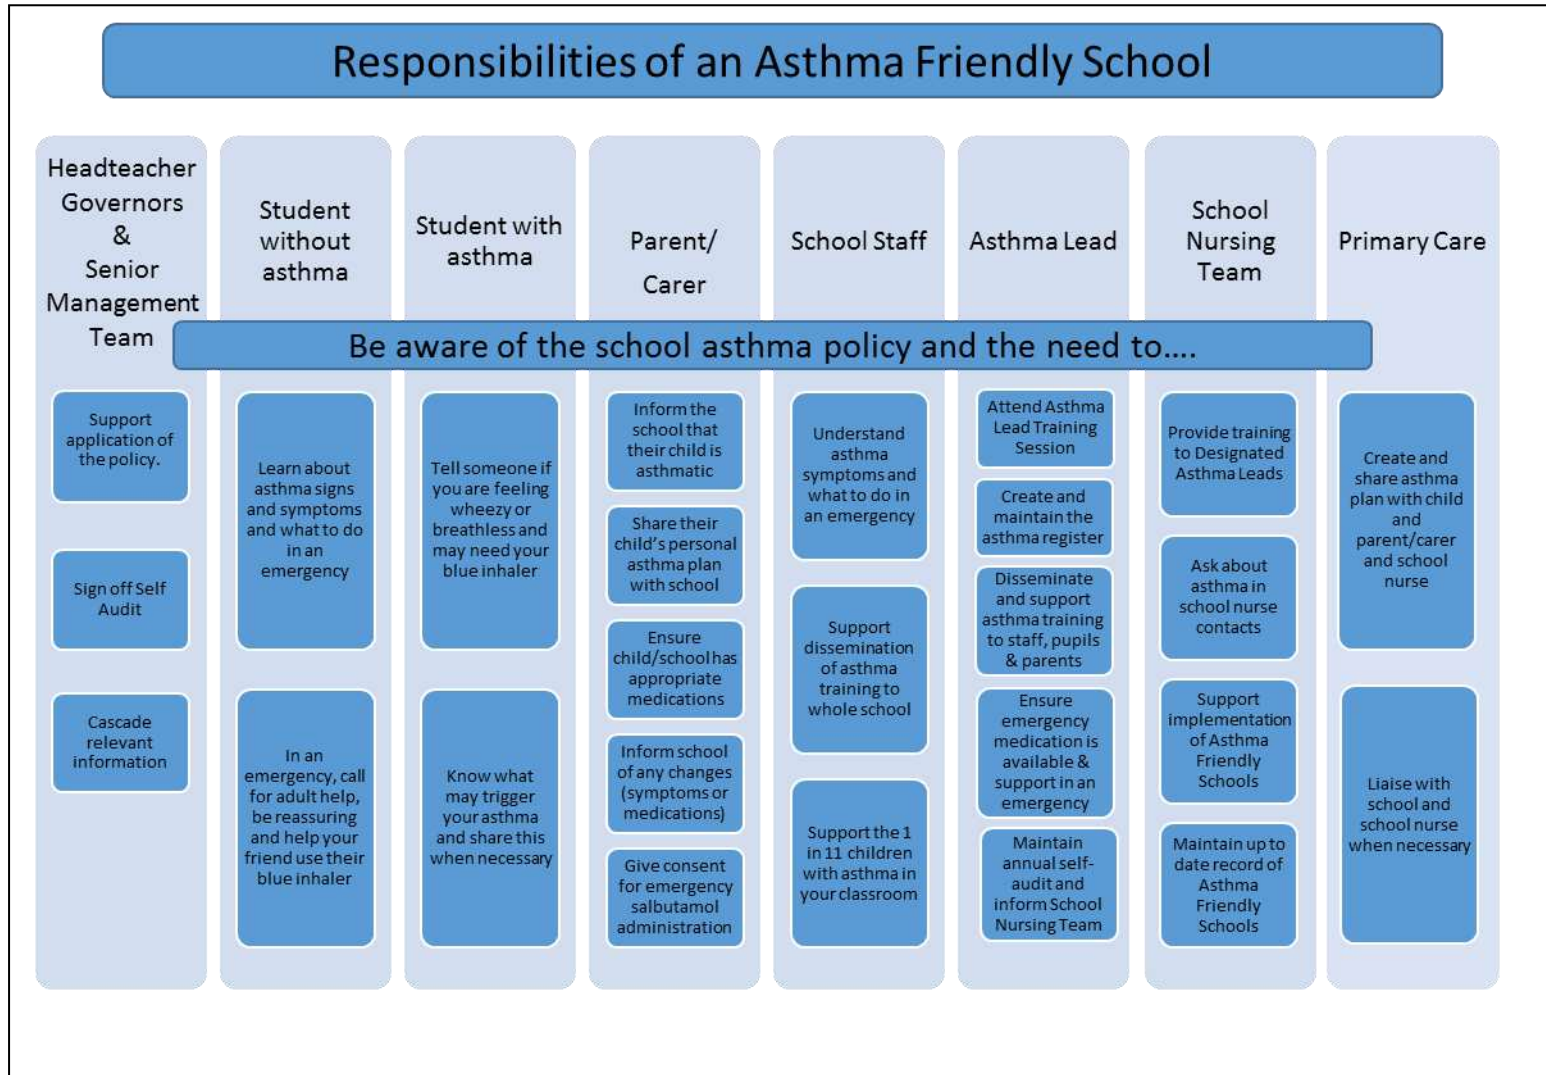 Responsibilities of an Asthma Friendly School
Headteacher
Governors
&
Senior
Management
Team
Student
without
asthma
Student with
asthma
Parent/
Carer
School Staff
Asthma Lead
School
Nursing
Team
Primary Care
Be aware of the school asthma policy and the need to….
Support
application of
the policy.
Sign off Self
Audit
Cascade
relevant
information
Learn about
asthma signs
and symptoms
and what to do
in an
emergency
In an
emergency, call
for adult help,
be reassuring
and help your
friend use their
blue inhaler
Tell someone if
you are feeling
wheezy or
breathless and
may need your
blue inhaler
Know what
may trigger
your asthma
and share this
when necessary
Inform the
school that
their child is
asthmatic
Share their
child’s personal
asthma plan
with school
Ensure
child/school has
appropriate
medications
Inform school
of any changes
(symptoms or
medications)
Give consent
for emergency
salbutamol
administration
Understand
asthma
symptoms and
what to do in
an emergency
Support
dissemination
of asthma
training to
whole school
Support the 1
in 11 children
with asthma in
your classroom
Attend Asthma
Lead Training
Session
Create and
maintain the
asthma register
Disseminate
and support
asthma training
to staff, pupils
& parents
Ensure
emergency
medication is
available &
support in an
emergency
Maintain
annual self-
audit and
inform School
Nursing Team
Provide training
to Designated
Asthma Leads
Ask about
asthma in
school nurse
contacts
Support
implementation
of Asthma
Friendly
Schools
Maintain up to
date record of
Asthma
Friendly
Schools
Create and
share asthma
plan with child
and
parent/carer
and school
nurse
Liaise with
school and
school nurse
when necessary